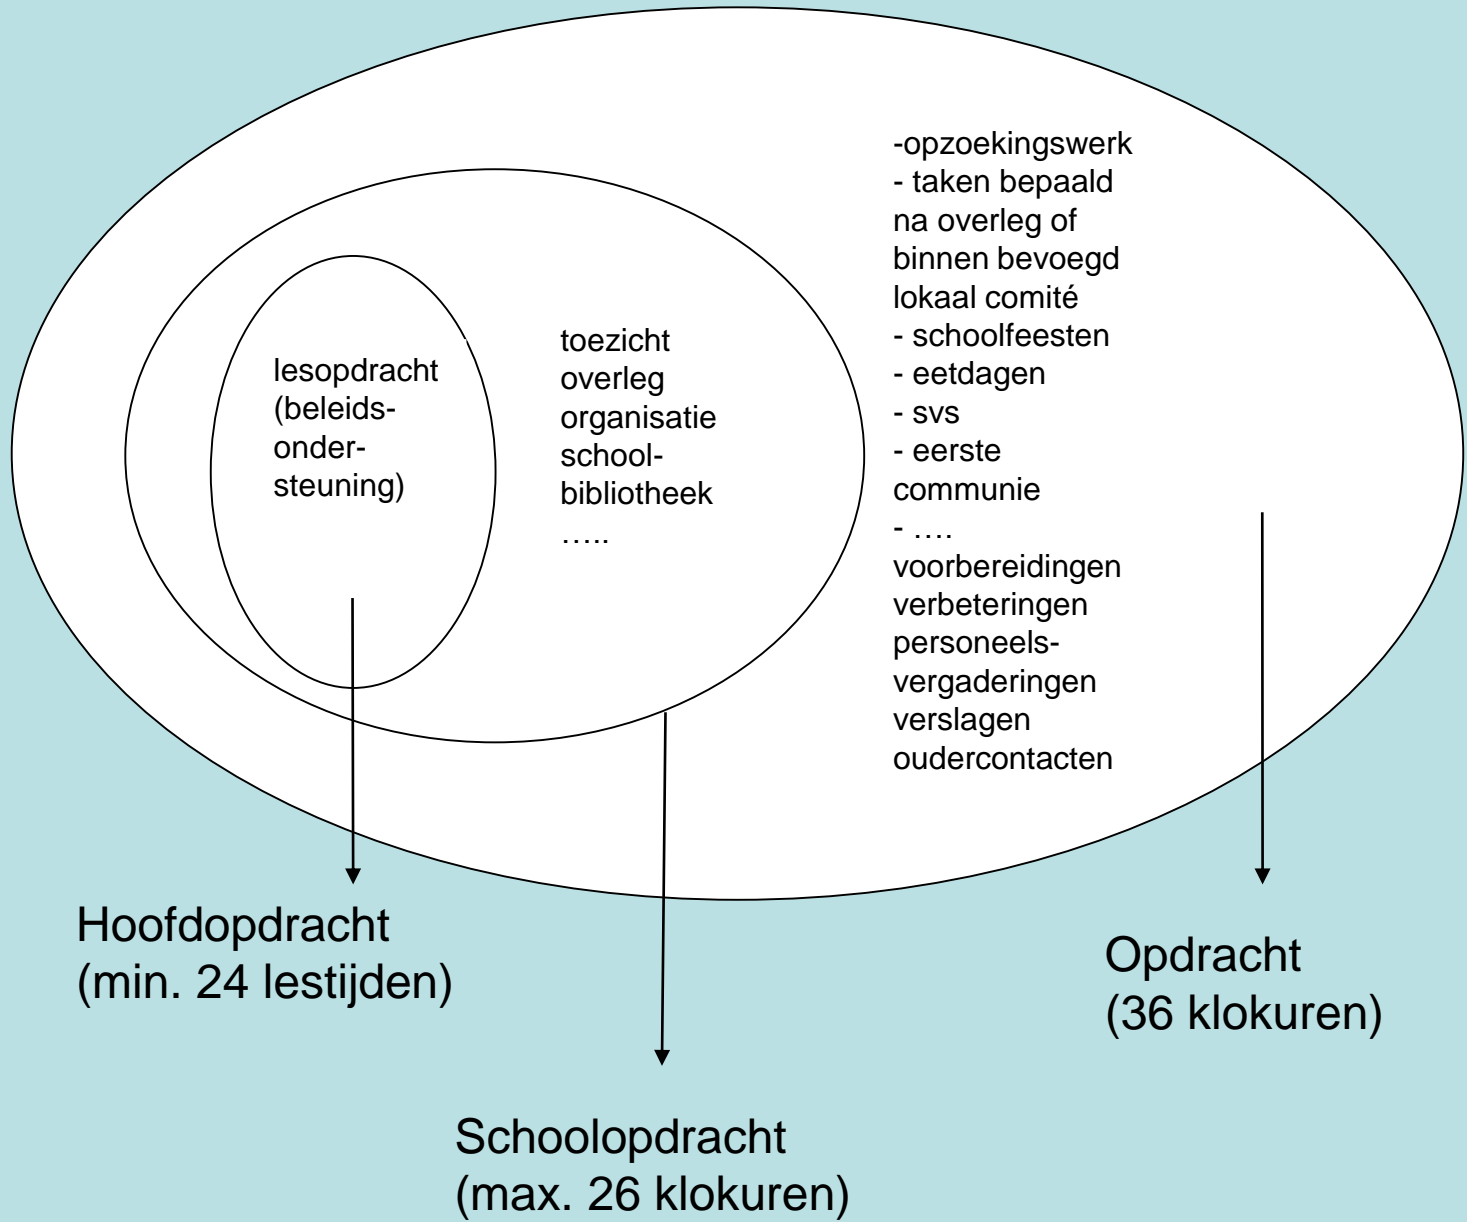 lesopdracht
(beleids-
onder-
steuning)
toezicht
overleg
organisatie
school-
bibliotheek
…..
-opzoekingswerk
- taken bepaald
na overleg of
binnen bevoegd
lokaal comité
- schoolfeesten
- eetdagen
- svs
- eerste
communie
- ….
voorbereidingen
verbeteringen
personeels-
vergaderingen
verslagen
oudercontacten
Hoofdopdracht
(min. 24 lestijden)
Schoolopdracht
(max. 26 klokuren)
Opdracht
(36 klokuren)